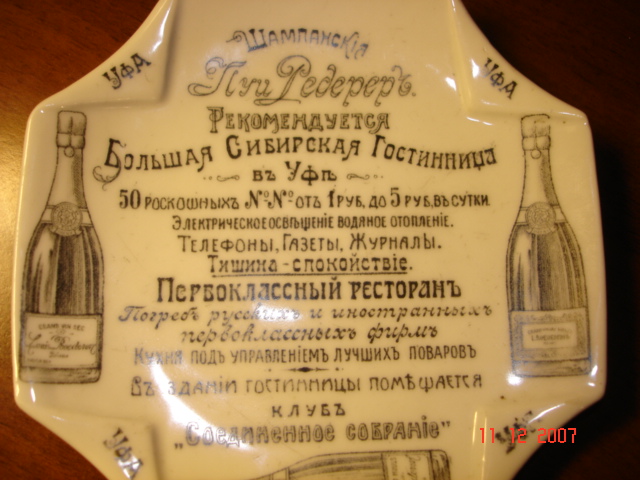 Шампанскія
Уфа
Уфа
Луи Редереръ.
Рекомендуется
Большая Сибирская Гостинница
въ Уфѣ
50 роскошныхъ №№ отъ 1 руб. до 5 руб. въ сутки.
Электрическое освѣщеніе водяное отопленіе.
Телефоны, Газеты, Журналы.
Тишина - спокойствіе.
Первоклассный ресторанъ
Погребъ русскихъ и иностранныхъ
первоклассныхъ фирмъ
Кухня подъ управленіемъ лучшихъ поваровъ
Въ зданіи гостинницы помѣщается
клубъ
„Соединенное собраніе"
Уфа
Уфа
11 12 2007